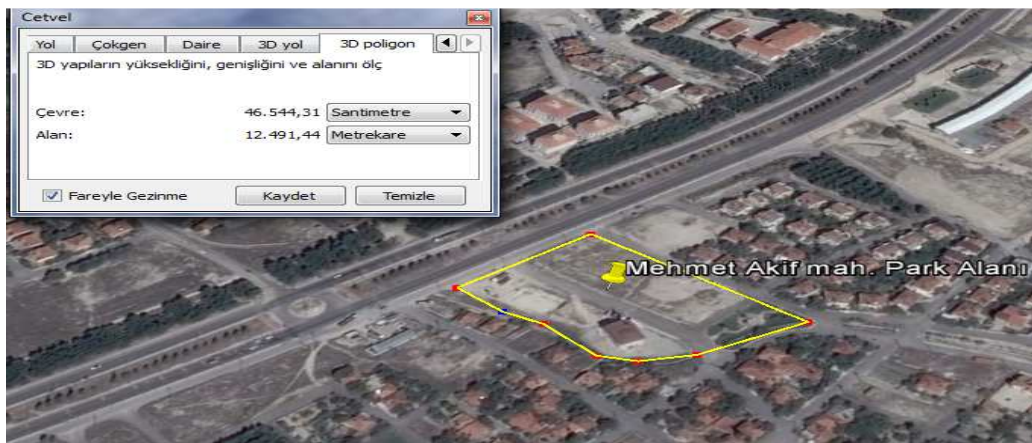 Cetvel
Yol Çokgen Daire 3D yol 3D poligon
3D yapıların yüksekliğini, genişliğini ve alanını ölç
Çevre: 46.544,31 Santimetre
Alan: 12.491,44 Metrekare
Fareyle Gezinme Kaydet Temizle
Mehmet Akif mah. Park Alanı